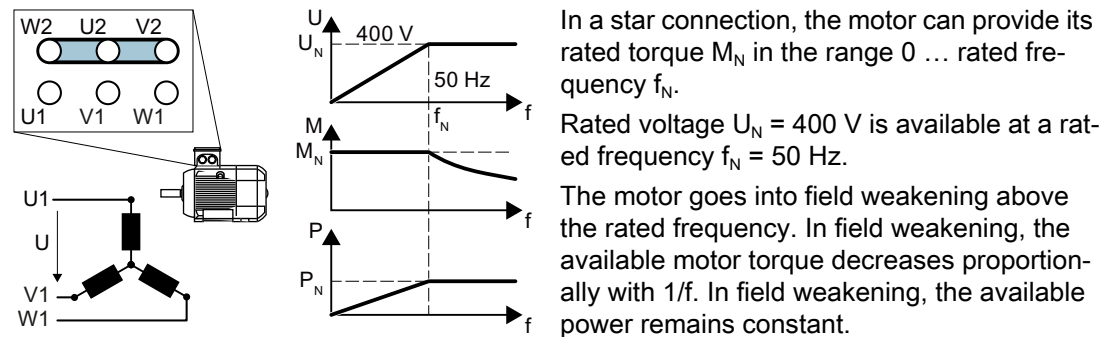 W2 U2 V2
U1 V1 W1
U1
U
V1
W1
U
U_N
400 V
50 Hz
f
f_N
M
M_N
f
P
P_N
f
In a star connection, the motor can provide its
rated torque M_N in the range 0 … rated fre-
quency f_N.
Rated voltage U_N = 400 V is available at a rat-
ed frequency f_N = 50 Hz.
The motor goes into field weakening above
the rated frequency. In field weakening, the
available motor torque decreases proportion-
ally with 1/f. In field weakening, the available
power remains constant.